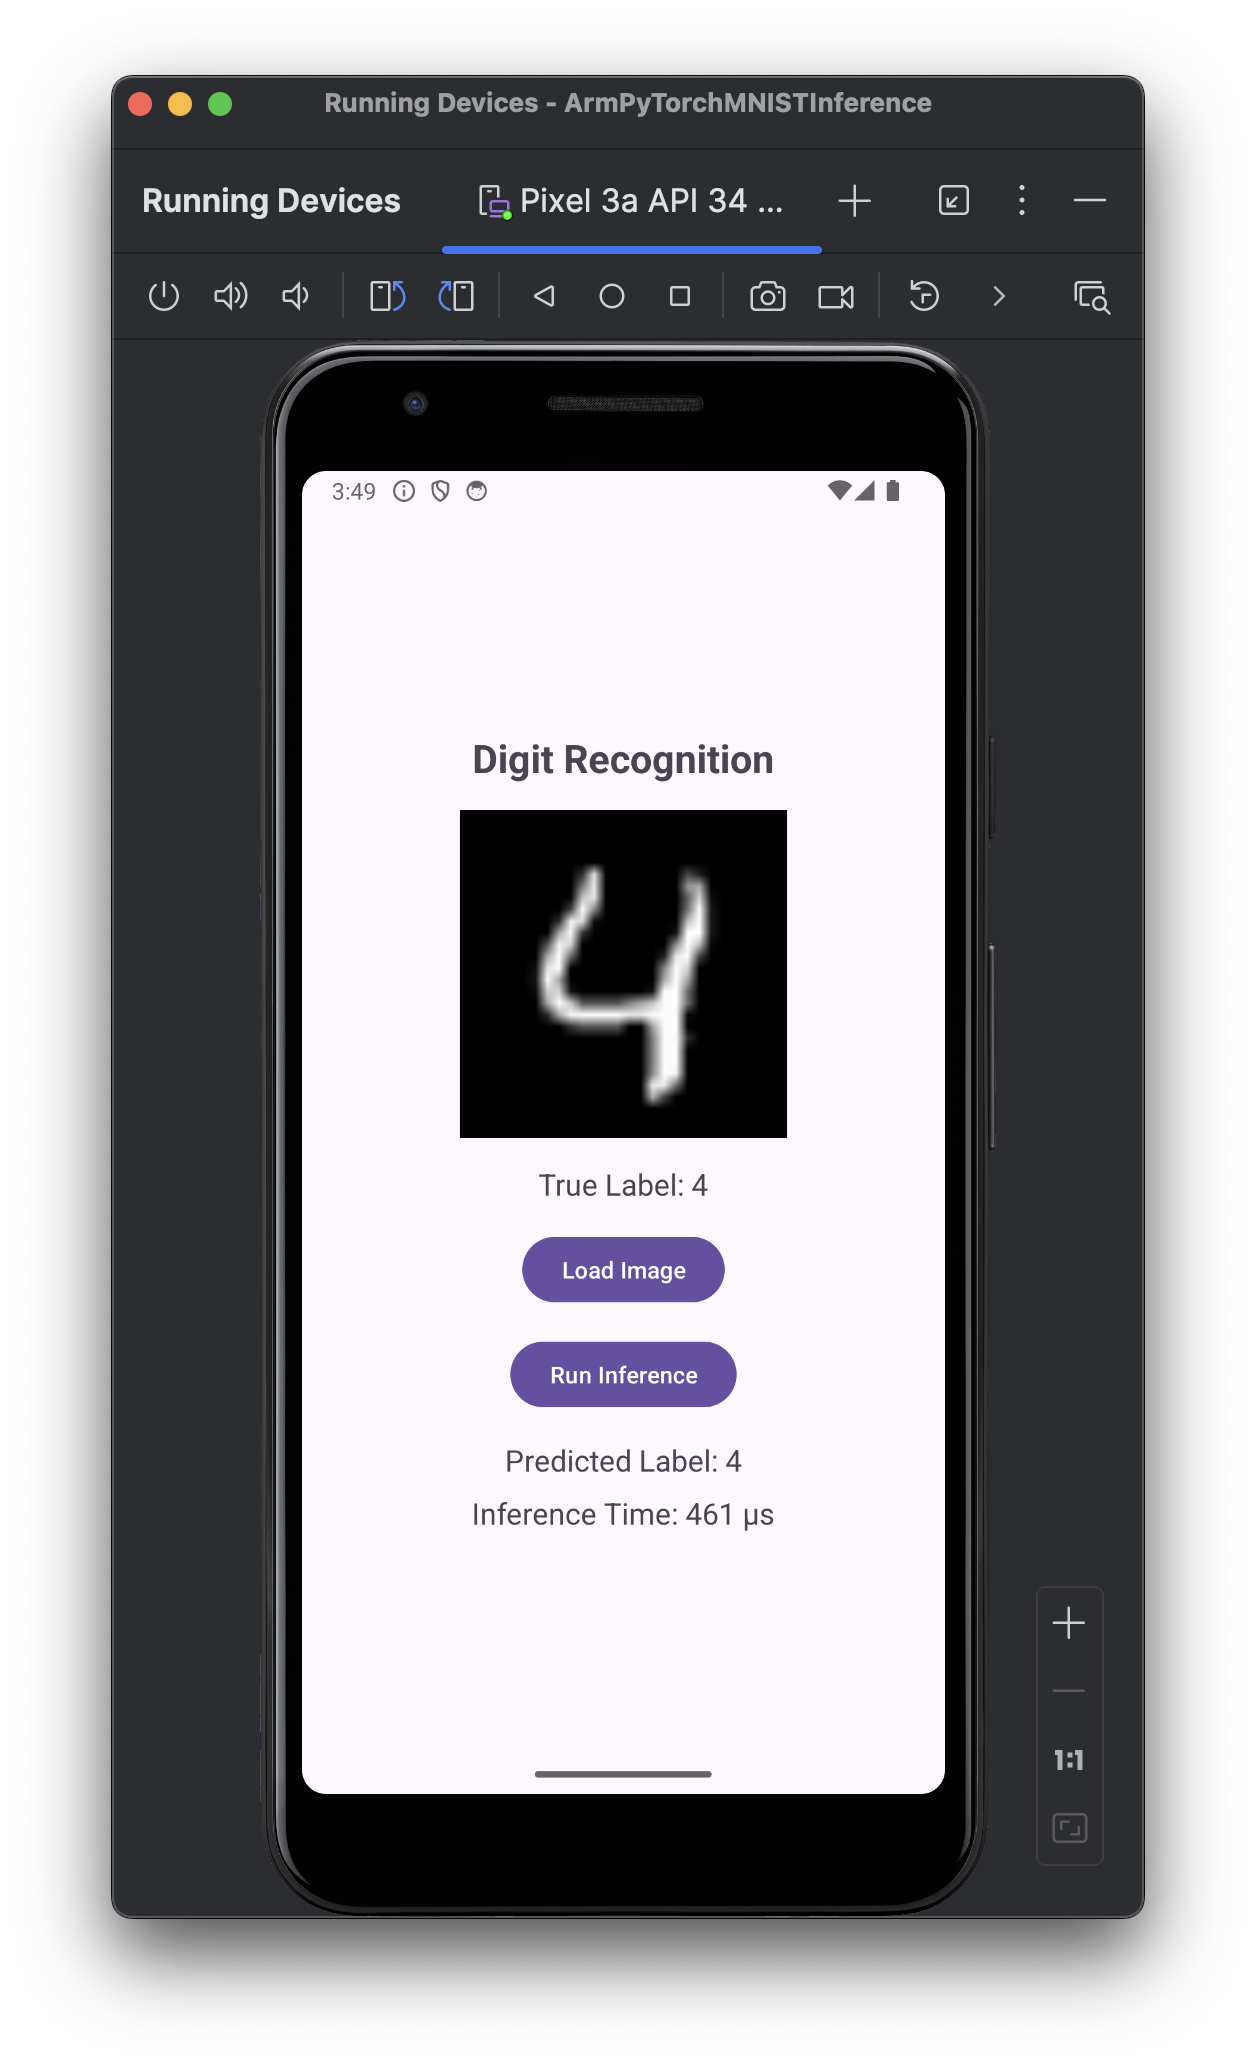 Running Devices - ArmPyTorchMNISTInference
Running Devices
Pixel 3a API 34 ...
3:49
Digit Recognition
4
True Label: 4
Load Image
Run Inference
Predicted Label: 4
Inference Time: 461 µs
1:1